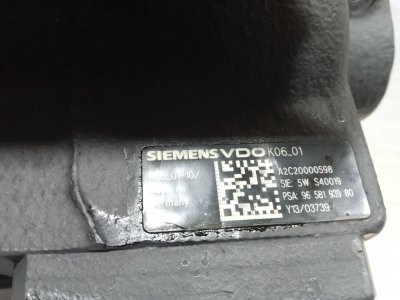 SIEMENS VDO K06_01
A2C20000598
SIE: 5W S40019
PSA: 96 581 939 80
Y13/03739